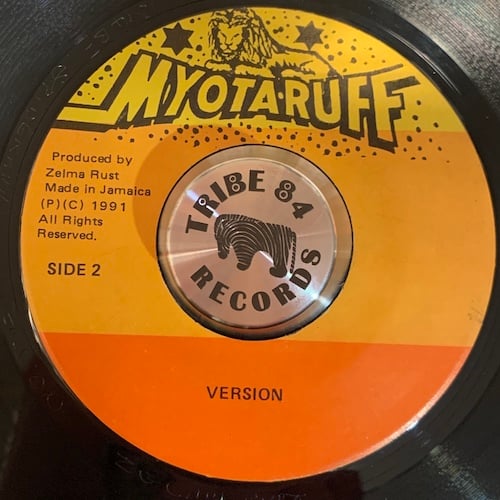 MYOTARUFF
Produced by
Zelma Rust
Made in Jamaica
(P)(C) 1991
All Rights
Reserved.
SIDE 2
TRIBE 84
RECORDS
VERSION